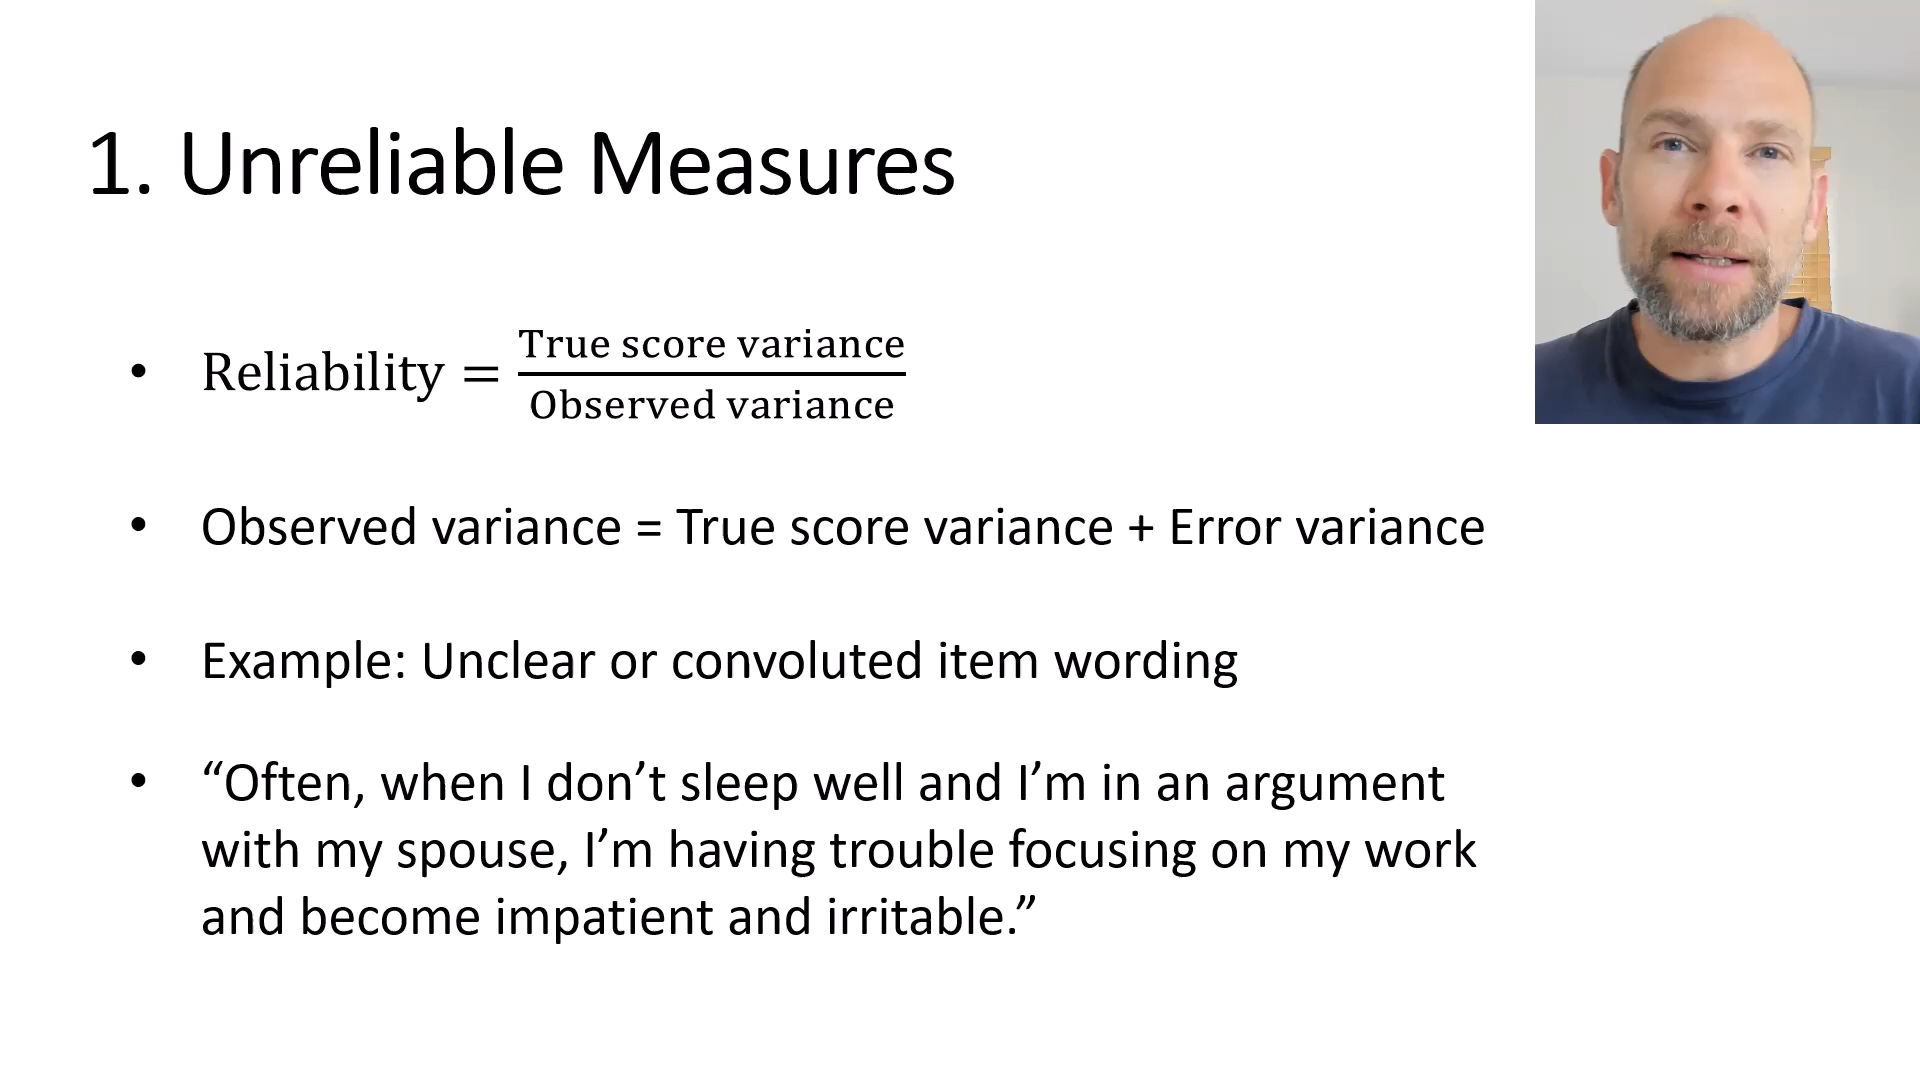 1. Unreliable Measures
• Reliability = True score variance / Observed variance
• Observed variance = True score variance + Error variance
• Example: Unclear or convoluted item wording
• “Often, when I don’t sleep well and I’m in an argument
with my spouse, I’m having trouble focusing on my work
and become impatient and irritable.”